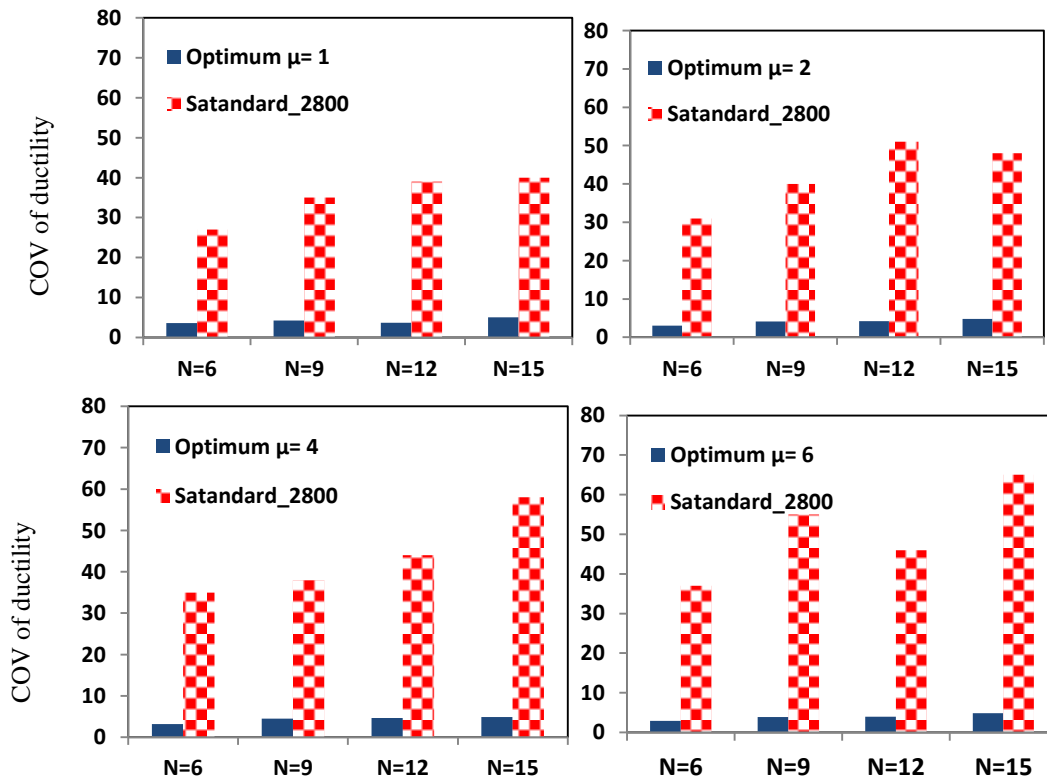 80
70
60
50
40
30
20
10
0
COV of ductility
Optimum µ= 1
Satandard_2800
N=6 N=9 N=12 N=15
80
70
60
50
40
30
20
10
0
Optimum µ= 2
Satandard_2800
N=6 N=9 N=12 N=15
80
70
60
50
40
30
20
10
0
COV of ductility
Optimum µ= 4
Satandard_2800
N=6 N=9 N=12 N=15
80
70
60
50
40
30
20
10
0
Optimum µ= 6
Satandard_2800
N=6 N=9 N=12 N=15